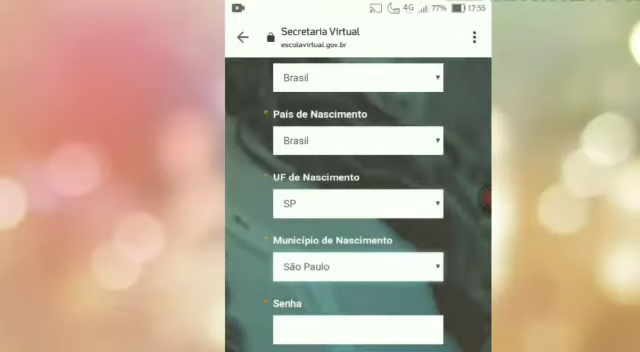 4G 77% 17:55
Secretaria Virtual
escolavirtual.gov.br
Brasil
* País de Nascimento
Brasil
* UF de Nascimento
SP
* Município de Nascimento
São Paulo
* Senha